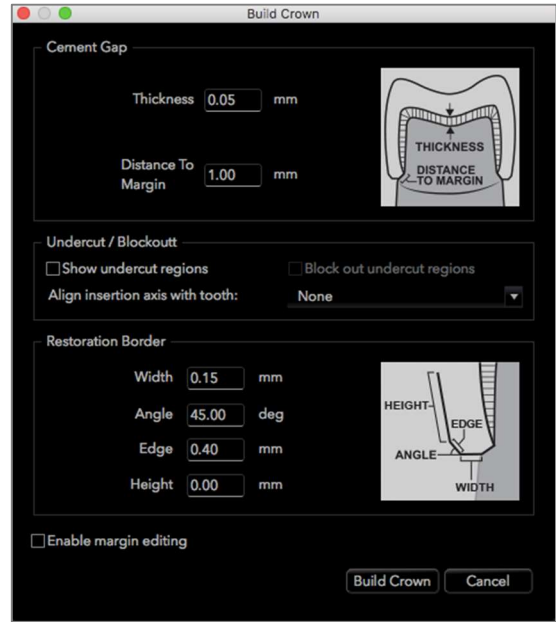 Build Crown
Cement Gap
Thickness 0.05 mm
Distance To
Margin 1.00 mm
THICKNESS
DISTANCE
TO MARGIN
Undercut / Blockoutt
Show undercut regions Block out undercut regions
Align insertion axis with tooth: None
Restoration Border
Width 0.15 mm
Angle 45.00 deg
Edge 0.40 mm
Height 0.00 mm
HEIGHT
EDGE
ANGLE
WIDTH
Enable margin editing
Build Crown Cancel